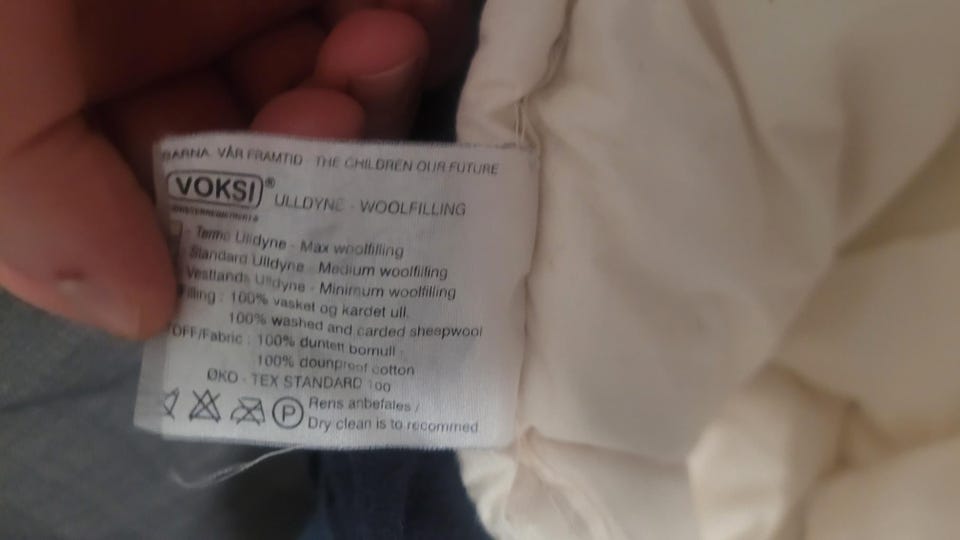 BARNA VÅR FRAMTID - THE CHILDREN OUR FUTURE
VOKSI® ULLDYNE - WOOLFILLING
- Termo Ulldyne - Max woolfilling
Standard Ulldyne - Medium woolfilling
Vestlands Ulldyne - Minimum woolfilling
filling : 100% vasket og kardet ull.
100% washed and carded sheepwool
TOFF/Fabric : 100% duntett bomull
100% dounproof cotton
ØKO - TEX STANDARD 100
P Rens anbefales /
Dry clean is to recommed